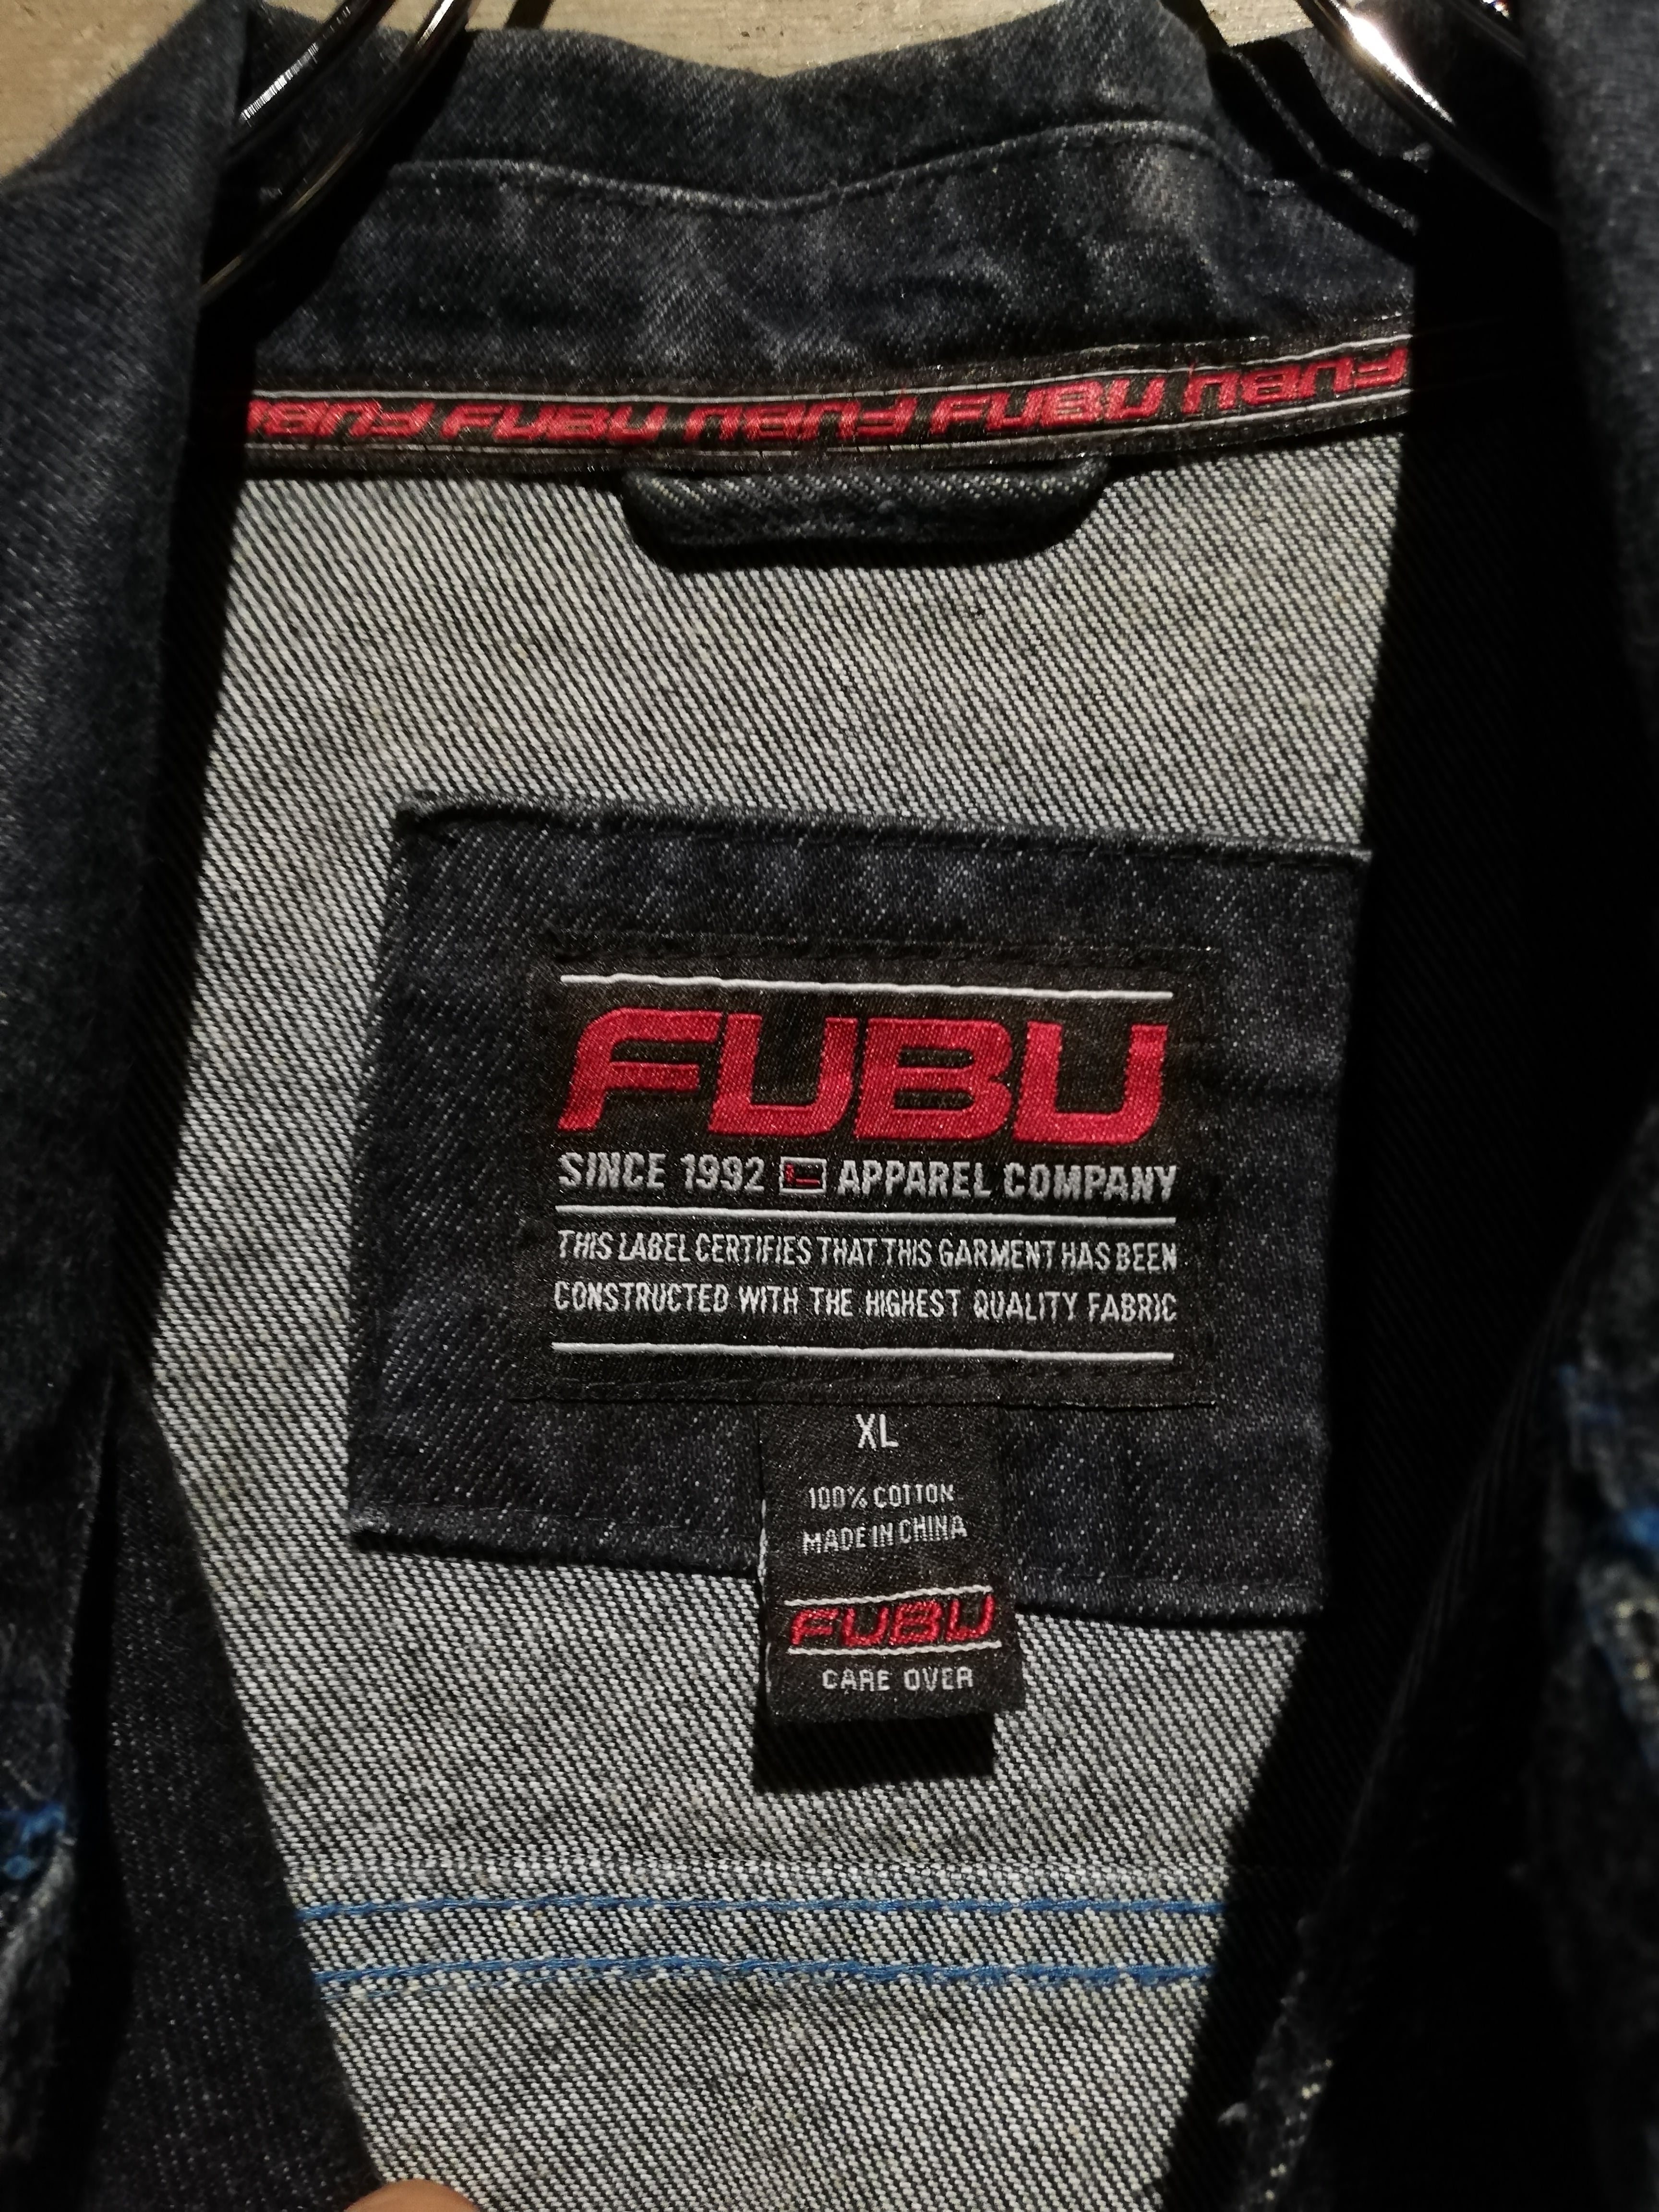 FUBU FUBU FUBU FUBU FUBU
FUBU
SINCE 1992 APPAREL COMPANY
THIS LABEL CERTIFIES THAT THIS GARMENT HAS BEEN
CONSTRUCTED WITH THE HIGHEST QUALITY FABRIC
XL
100% COTTON
MADE IN CHINA
FUBU
CARE OVER